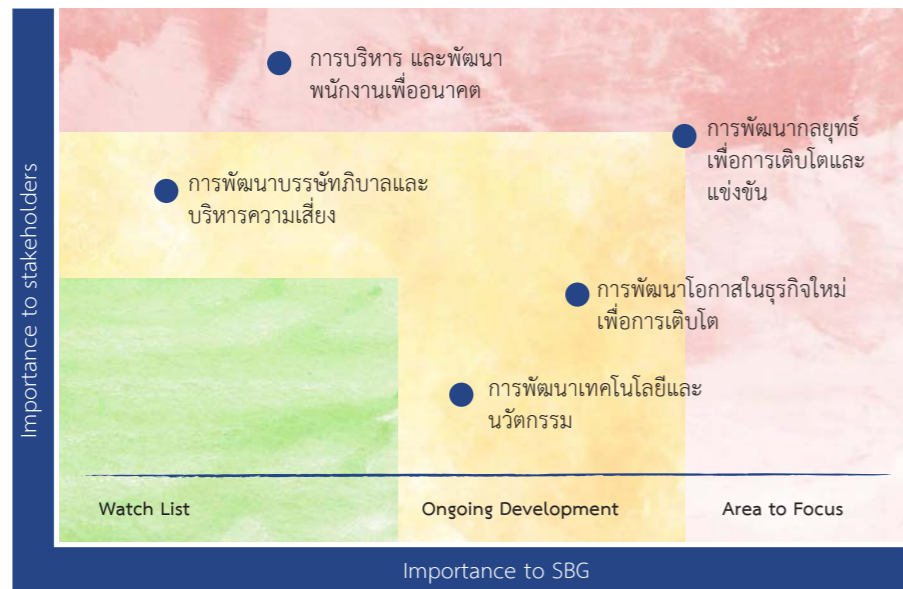 Importance to stakeholders
การบริหาร และพัฒนา
พนักงานเพื่ออนาคต
การพัฒนากลยุทธ์
เพื่อการเติบโตและ
แข่งขัน
การพัฒนาบรรษัทภิบาลและ
บริหารความเสี่ยง
การพัฒนาโอกาสในธุรกิจใหม่
เพื่อการเติบโต
การพัฒนาเทคโนโลยีและ
นวัตกรรม
Watch List
Ongoing Development
Area to Focus
Importance to SBG